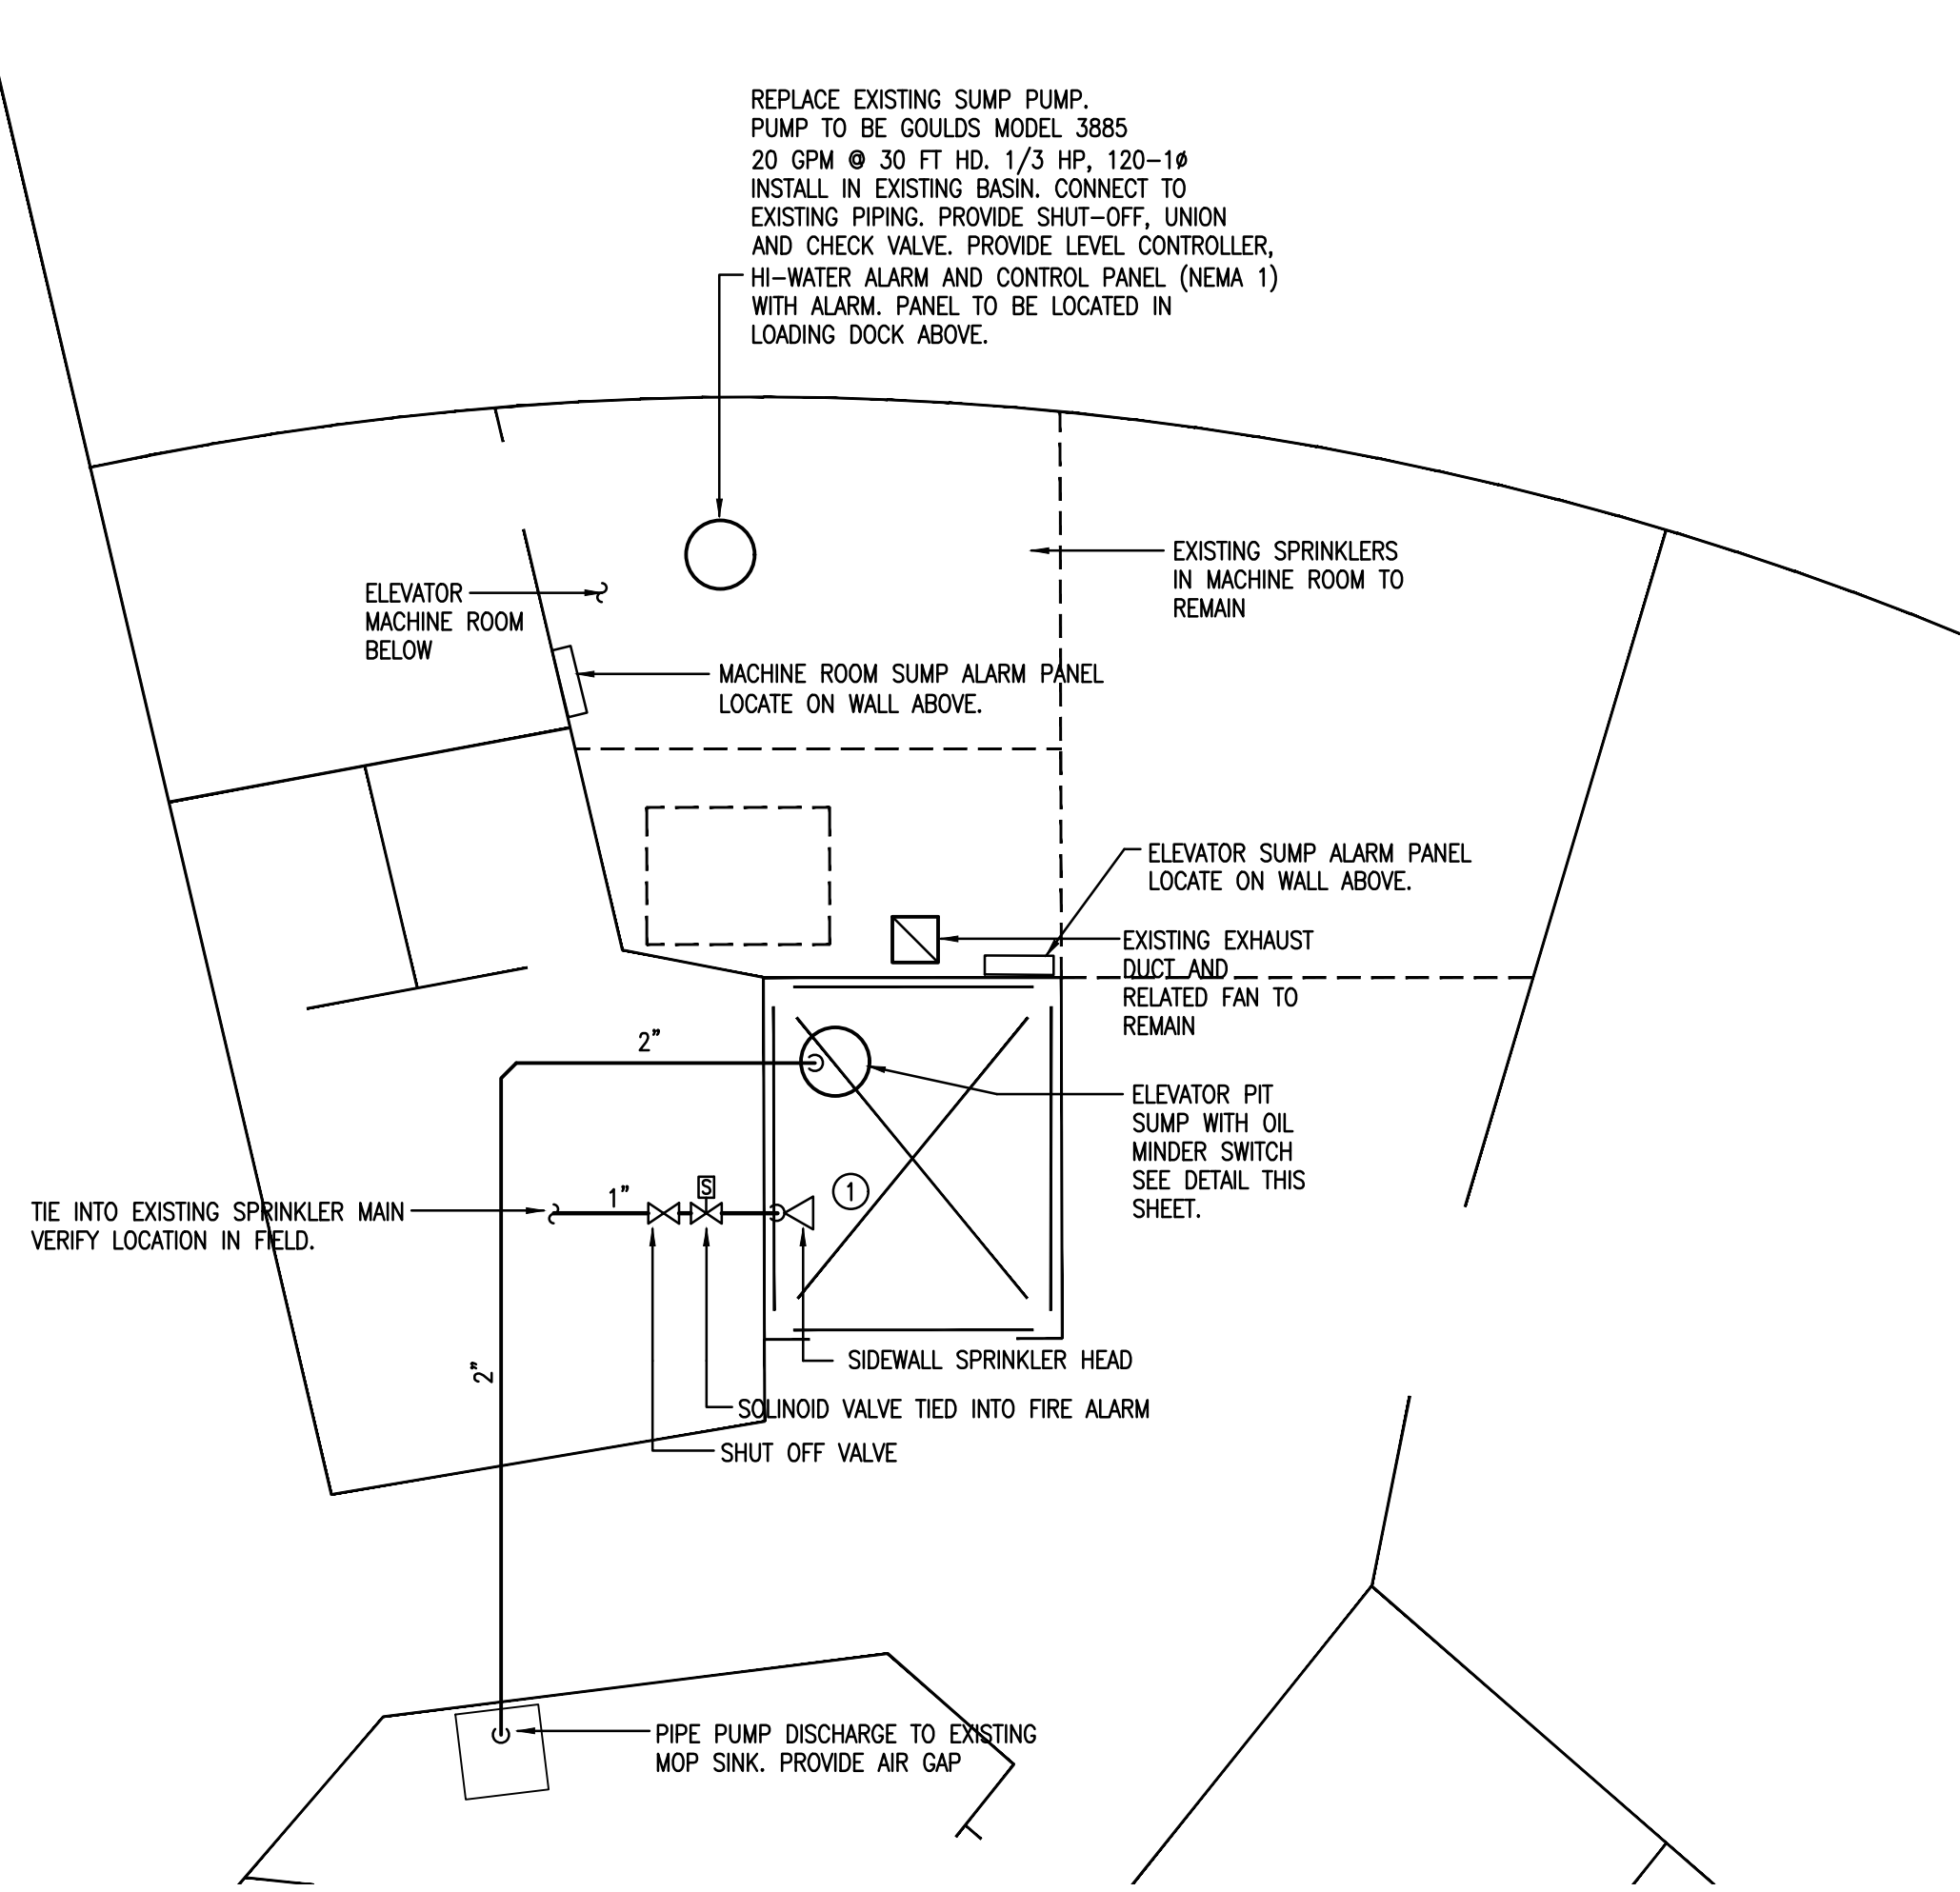 REPLACE EXISTING SUMP PUMP.
PUMP TO BE GOULDS MODEL 3885
20 GPM @ 30 FT HD. 1/3 HP, 120-1ø
INSTALL IN EXISTING BASIN. CONNECT TO
EXISTING PIPING. PROVIDE SHUT-OFF, UNION
AND CHECK VALVE. PROVIDE LEVEL CONTROLLER,
HI-WATER ALARM AND CONTROL PANEL (NEMA 1)
WITH ALARM. PANEL TO BE LOCATED IN
LOADING DOCK ABOVE.
EXISTING SPRINKLERS
IN MACHINE ROOM TO
REMAIN
ELEVATOR
MACHINE ROOM
BELOW
MACHINE ROOM SUMP ALARM PANEL
LOCATE ON WALL ABOVE.
ELEVATOR SUMP ALARM PANEL
LOCATE ON WALL ABOVE.
EXISTING EXHAUST
DUCT AND
RELATED FAN TO
REMAIN
2"
ELEVATOR PIT
SUMP WITH OIL
MINDER SWITCH
SEE DETAIL THIS
SHEET.
TIE INTO EXISTING SPRINKLER MAIN
VERIFY LOCATION IN FIELD.
1"
S
1
2"
SIDEWALL SPRINKLER HEAD
SOLINOID VALVE TIED INTO FIRE ALARM
SHUT OFF VALVE
PIPE PUMP DISCHARGE TO EXISTING
MOP SINK. PROVIDE AIR GAP